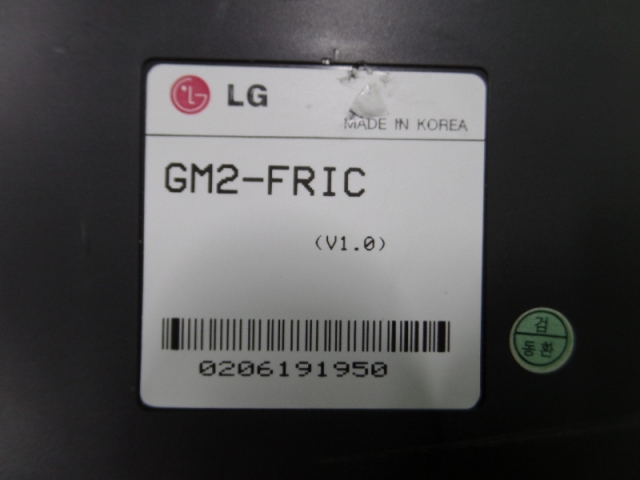 LG
MADE IN KOREA
GM2-FRIC
(V1.0)
0206191950
검
동환